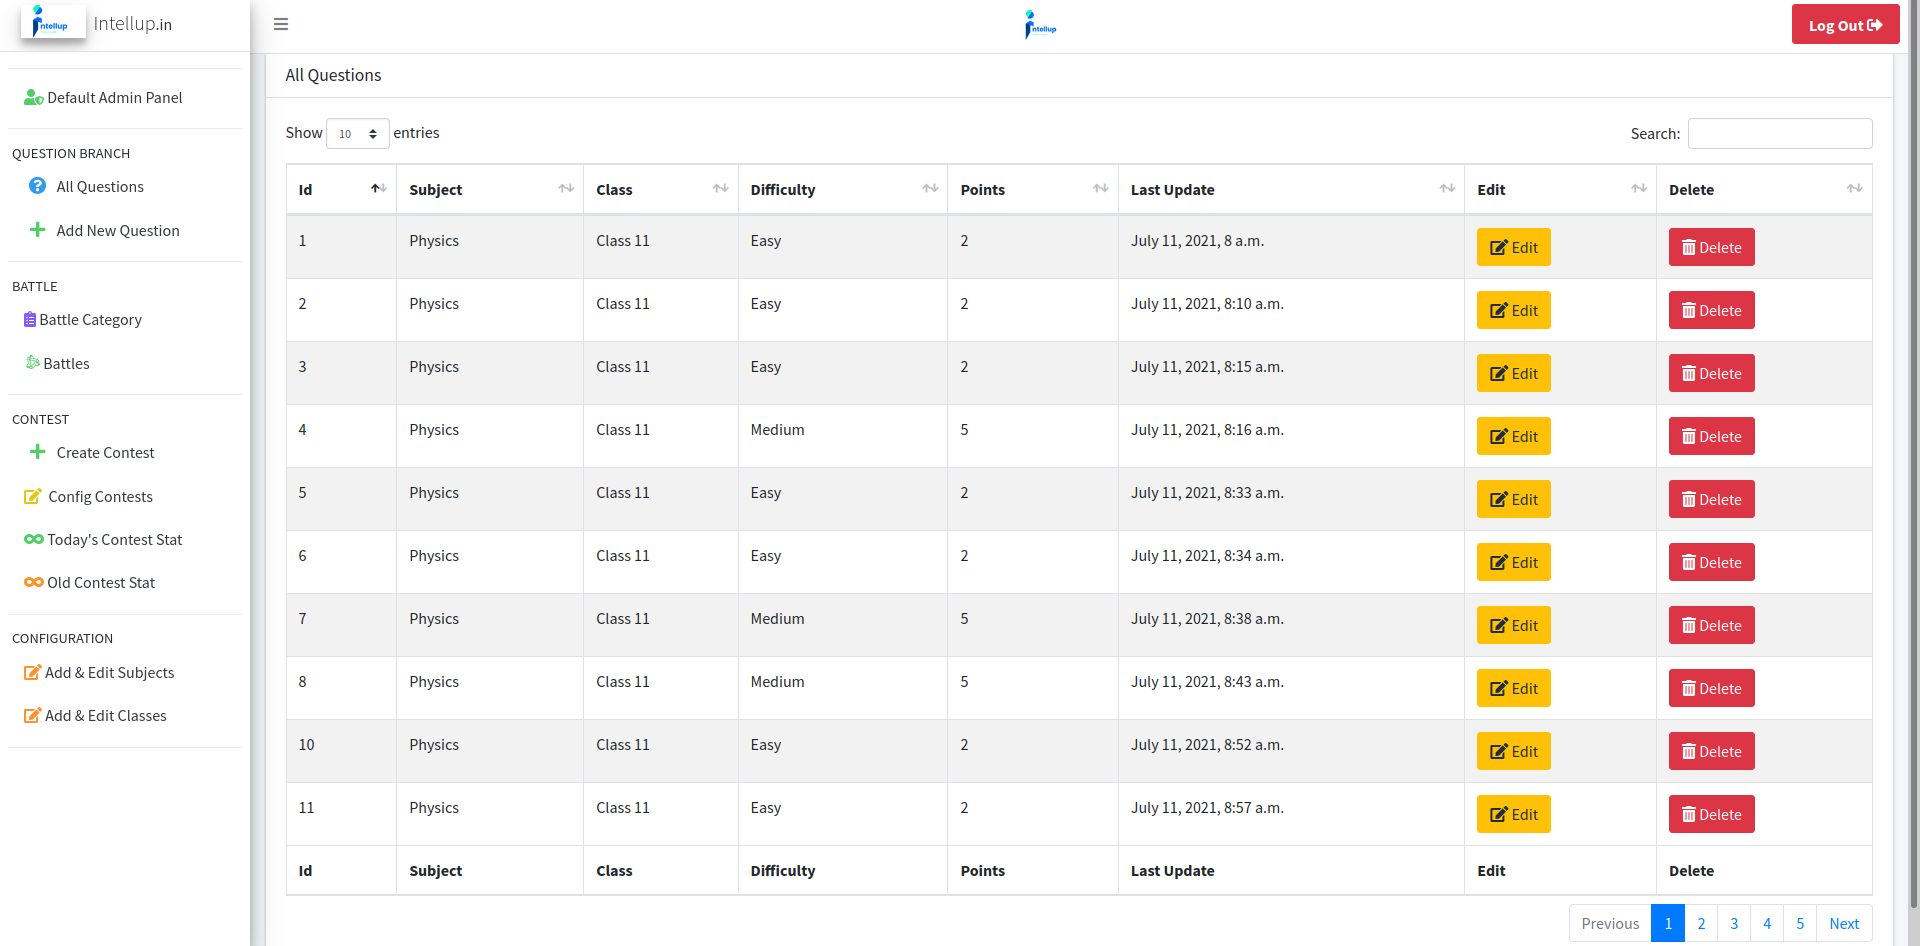 ntellup Intellup.in
ntellup
Log Out
Default Admin Panel
QUESTION BRANCH
All Questions
Add New Question
BATTLE
Battle Category
Battles
CONTEST
Create Contest
Config Contests
Today's Contest Stat
Old Contest Stat
CONFIGURATION
Add & Edit Subjects
Add & Edit Classes
All Questions
Show 10 entries Search:
Id Subject Class Difficulty Points Last Update Edit Delete
1 Physics Class 11 Easy 2 July 11, 2021, 8 a.m. Edit Delete
2 Physics Class 11 Easy 2 July 11, 2021, 8:10 a.m. Edit Delete
3 Physics Class 11 Easy 2 July 11, 2021, 8:15 a.m. Edit Delete
4 Physics Class 11 Medium 5 July 11, 2021, 8:16 a.m. Edit Delete
5 Physics Class 11 Easy 2 July 11, 2021, 8:33 a.m. Edit Delete
6 Physics Class 11 Easy 2 July 11, 2021, 8:34 a.m. Edit Delete
7 Physics Class 11 Medium 5 July 11, 2021, 8:38 a.m. Edit Delete
8 Physics Class 11 Medium 5 July 11, 2021, 8:43 a.m. Edit Delete
10 Physics Class 11 Easy 2 July 11, 2021, 8:52 a.m. Edit Delete
11 Physics Class 11 Easy 2 July 11, 2021, 8:57 a.m. Edit Delete
Id Subject Class Difficulty Points Last Update Edit Delete
Previous 1 2 3 4 5 Next